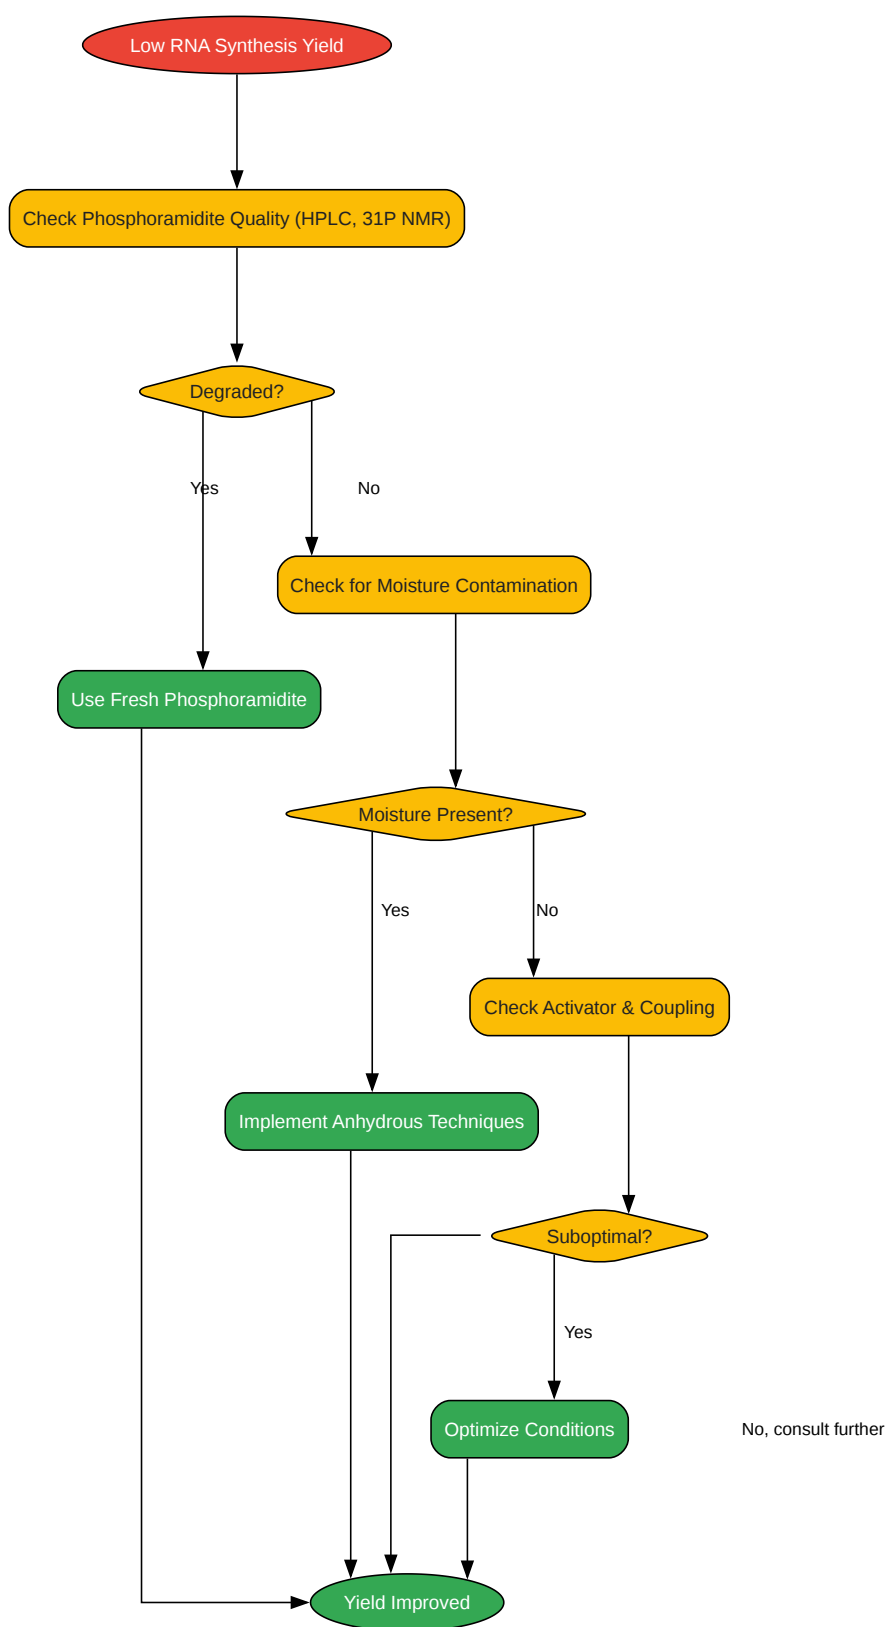 Low RNA Synthesis Yield
Check Phosphoramidite Quality (HPLC, 31P NMR)
Degraded?
Yes
No
Check for Moisture Contamination
Use Fresh Phosphoramidite
Moisture Present?
Yes
No
Check Activator & Coupling
Implement Anhydrous Techniques
Suboptimal?
Yes
Optimize Conditions
No, consult further
Yield Improved